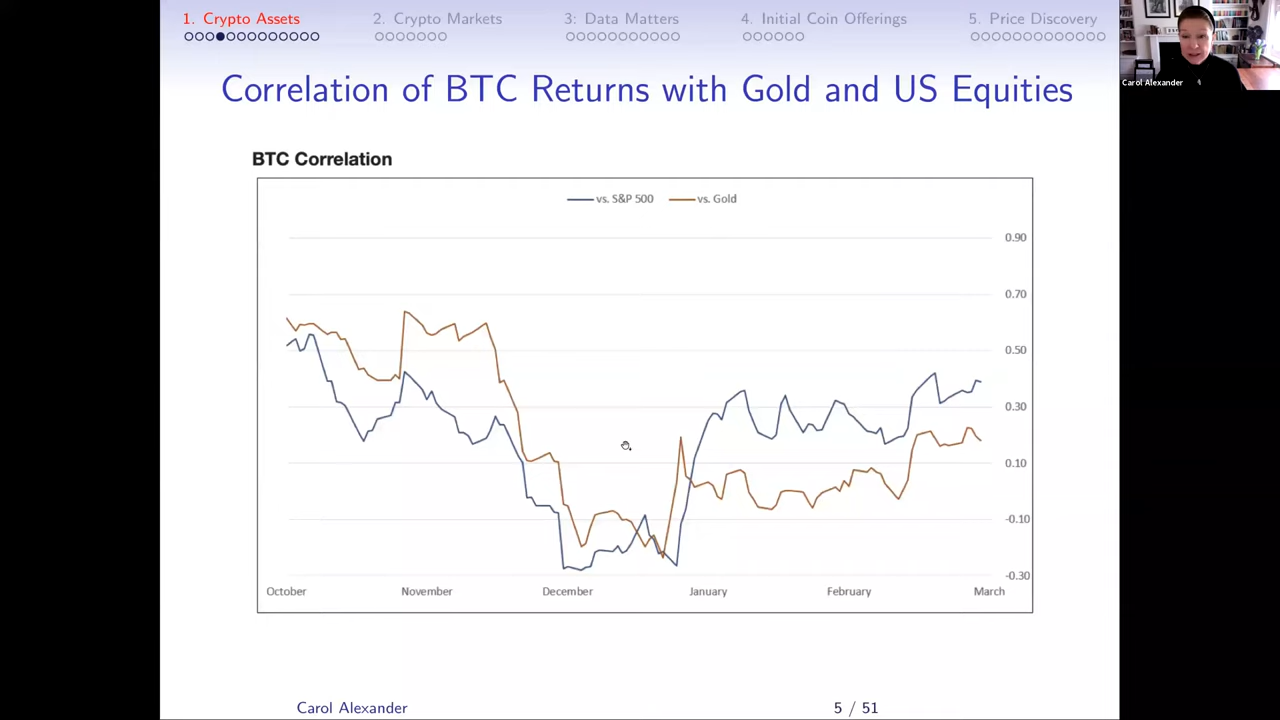 1. Crypto Assets 2. Crypto Markets 3: Data Matters 4. Initial Coin Offerings 5. Price Discovery
Carol Alexander
Correlation of BTC Returns with Gold and US Equities
BTC Correlation
vs. S&P 500 vs. Gold
0.90
0.70
0.50
0.30
0.10
-0.10
-0.30
October November December January February March
Carol Alexander 5 / 51